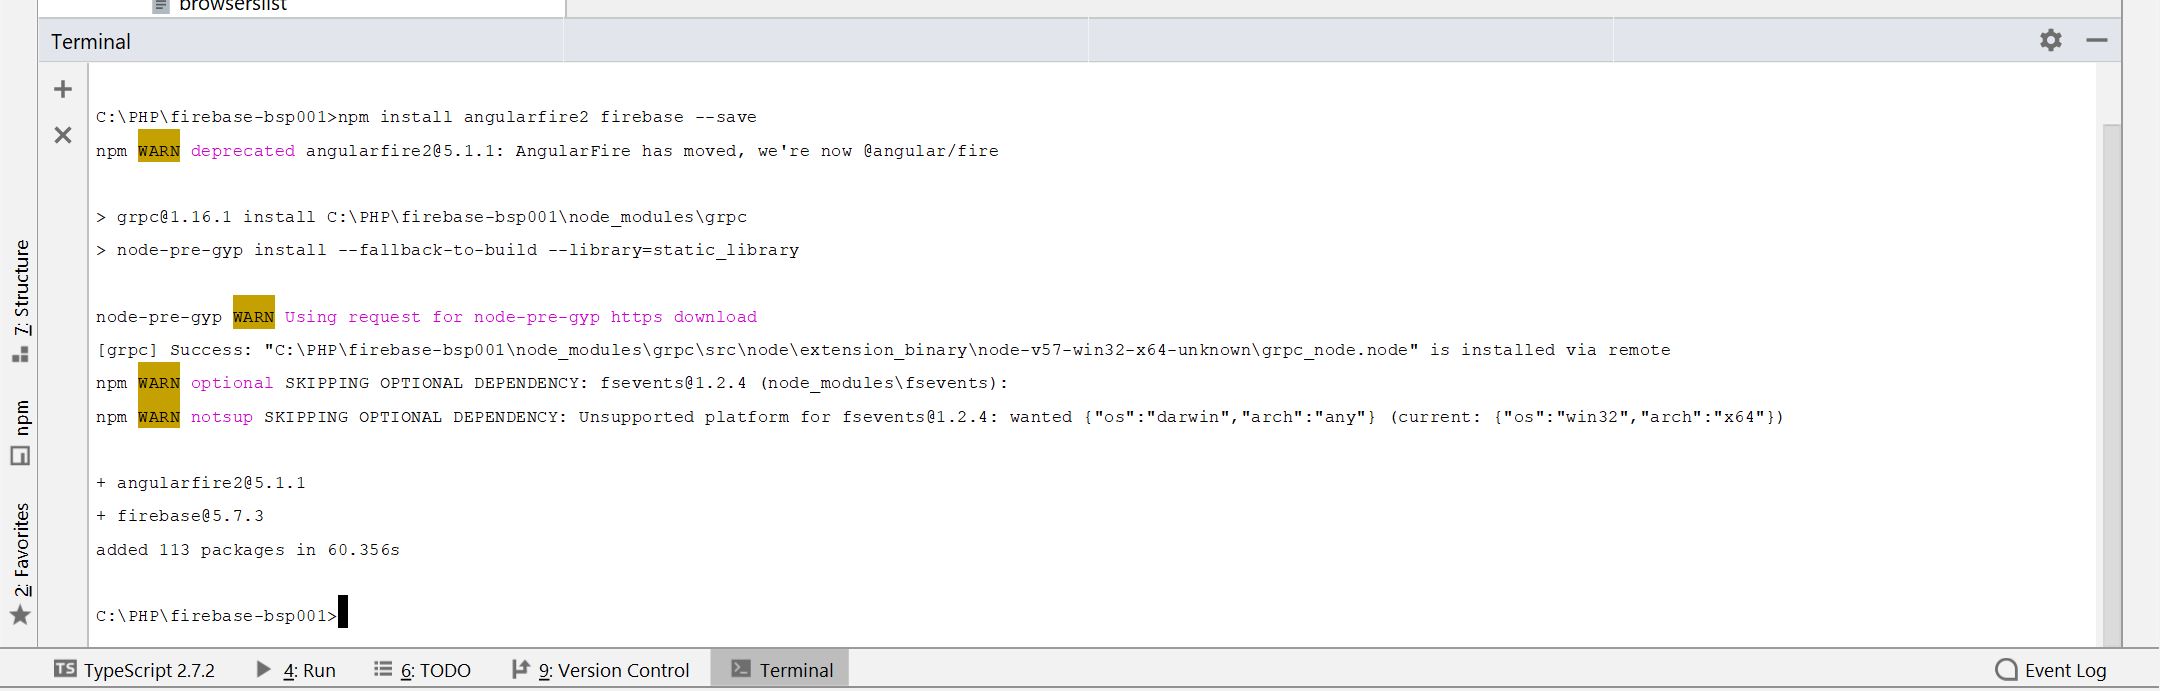 browserslist
Terminal
C:\PHP\firebase-bsp001>npm install angularfire2 firebase --save
npm WARN deprecated angularfire2@5.1.1: AngularFire has moved, we're now @angular/fire
> grpc@1.16.1 install C:\PHP\firebase-bsp001\node_modules\grpc
> node-pre-gyp install --fallback-to-build --library=static_library
node-pre-gyp WARN Using request for node-pre-gyp https download
[grpc] Success: "C:\PHP\firebase-bsp001\node_modules\grpc\src\node\extension_binary\node-v57-win32-x64-unknown\grpc_node.node" is installed via remote
npm WARN optional SKIPPING OPTIONAL DEPENDENCY: fsevents@1.2.4 (node_modules\fsevents):
npm WARN notsup SKIPPING OPTIONAL DEPENDENCY: Unsupported platform for fsevents@1.2.4: wanted {"os":"darwin","arch":"any"} (current: {"os":"win32","arch":"x64"})
+ angularfire2@5.1.1
+ firebase@5.7.3
added 113 packages in 60.356s
C:\PHP\firebase-bsp001>
7: Structure
npm
2: Favorites
TS TypeScript 2.7.2 4: Run 6: TODO 9: Version Control Terminal Event Log